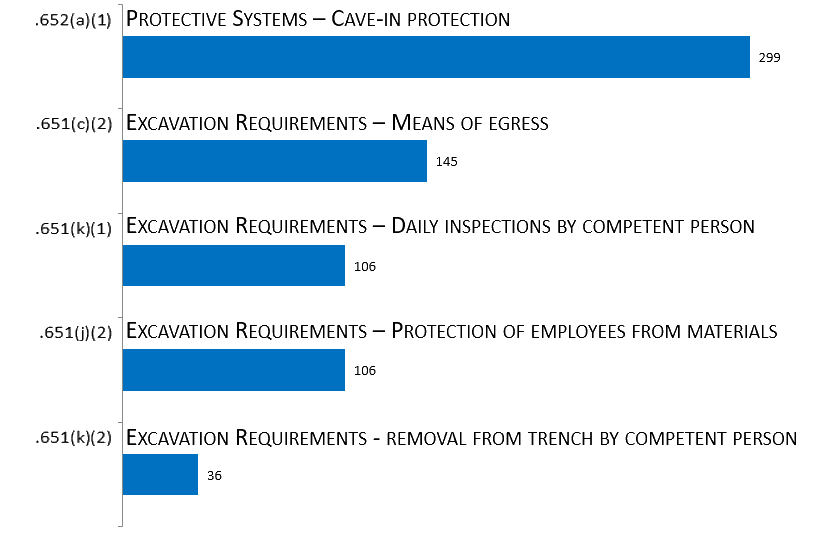 .652(a)(1) Protective Systems – Cave-in protection
299
.651(c)(2) Excavation Requirements – Means of egress
145
.651(k)(1) Excavation Requirements – Daily inspections by competent person
106
.651(j)(2) Excavation Requirements – Protection of employees from materials
106
.651(k)(2) Excavation Requirements - removal from trench by competent person
36